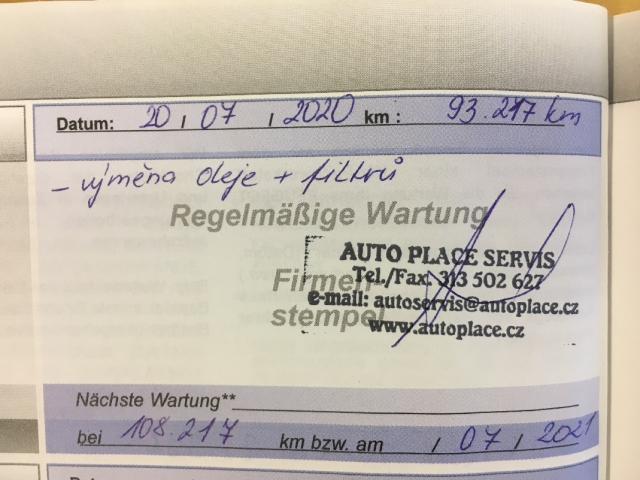 Datum: 20 / 07 / 2020 km : 93.217 km
- výměna oleje + filtrů
Regelmäßige Wartung
Firmen-
stempel
AUTO PLACE SERVIS
Tel./Fax: 313 502 627
e-mail: autoservis@autoplace.cz
www.autoplace.cz
Nächste Wartung**
bei 108.217 km bzw. am / 07 / 2021